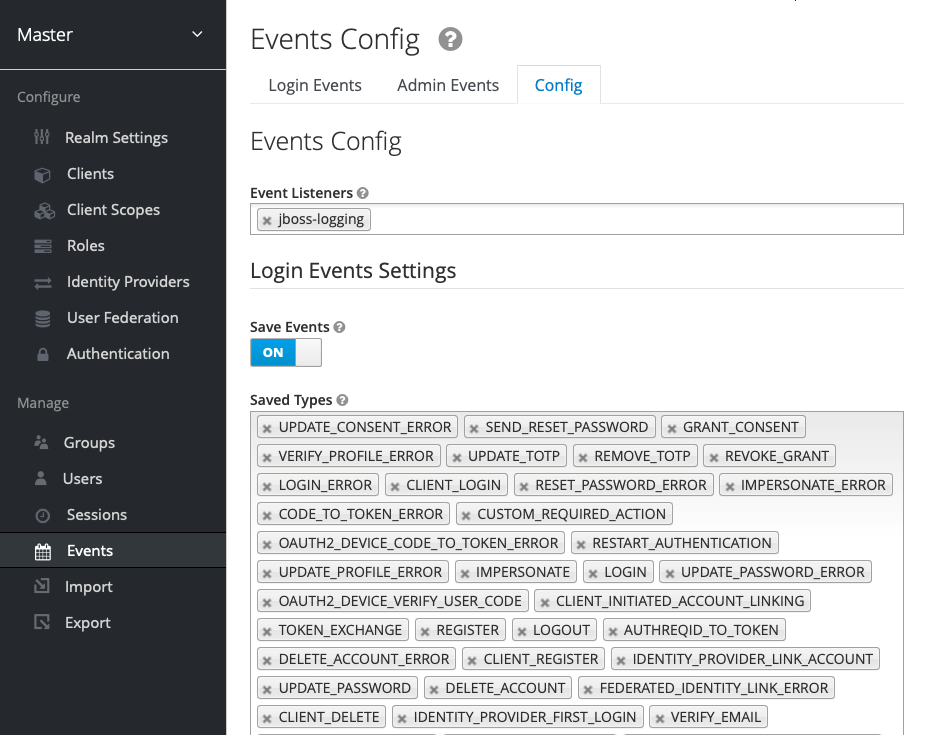 Master
Configure
Realm Settings
Clients
Client Scopes
Roles
Identity Providers
User Federation
Authentication
Manage
Groups
Users
Sessions
Events
Import
Export
Events Config ?
Login Events Admin Events Config
Events Config
Event Listeners ?
× jboss-logging
Login Events Settings
Save Events ?
ON
Saved Types ?
× UPDATE_CONSENT_ERROR × SEND_RESET_PASSWORD × GRANT_CONSENT
× VERIFY_PROFILE_ERROR × UPDATE_TOTP × REMOVE_TOTP × REVOKE_GRANT
× LOGIN_ERROR × CLIENT_LOGIN × RESET_PASSWORD_ERROR × IMPERSONATE_ERROR
× CODE_TO_TOKEN_ERROR × CUSTOM_REQUIRED_ACTION
× OAUTH2_DEVICE_CODE_TO_TOKEN_ERROR × RESTART_AUTHENTICATION
× UPDATE_PROFILE_ERROR × IMPERSONATE × LOGIN × UPDATE_PASSWORD_ERROR
× OAUTH2_DEVICE_VERIFY_USER_CODE × CLIENT_INITIATED_ACCOUNT_LINKING
× TOKEN_EXCHANGE × REGISTER × LOGOUT × AUTHREQID_TO_TOKEN
× DELETE_ACCOUNT_ERROR × CLIENT_REGISTER × IDENTITY_PROVIDER_LINK_ACCOUNT
× UPDATE_PASSWORD × DELETE_ACCOUNT × FEDERATED_IDENTITY_LINK_ERROR
× CLIENT_DELETE × IDENTITY_PROVIDER_FIRST_LOGIN × VERIFY_EMAIL